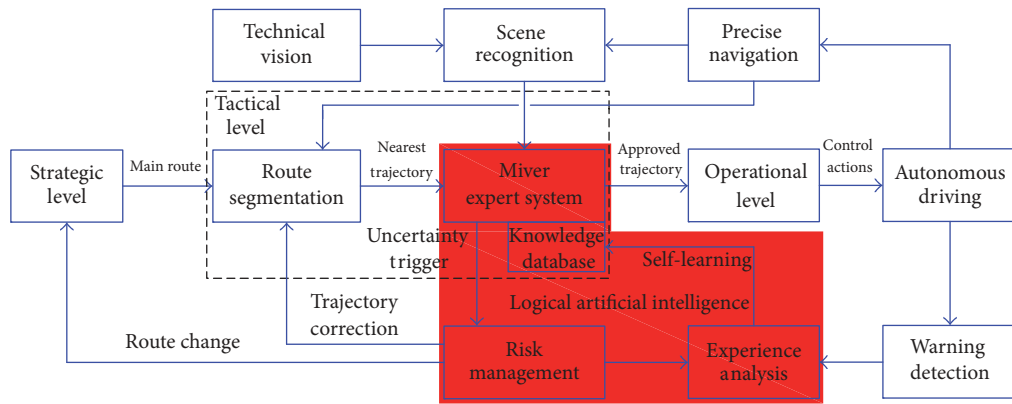 Technical
vision
Scene
recognition
Precise
navigation
Tactical
level
Strategic
level
Main route
Route
segmentation
Nearest
trajectory
Miver
expert system
Approved
trajectory
Operational
level
Control
actions
Autonomous
driving
Uncertainty
trigger
Knowledge
database
Self-learning
Logical artificial intelligence
Trajectory
correction
Route change
Risk
management
Experience
analysis
Warning
detection